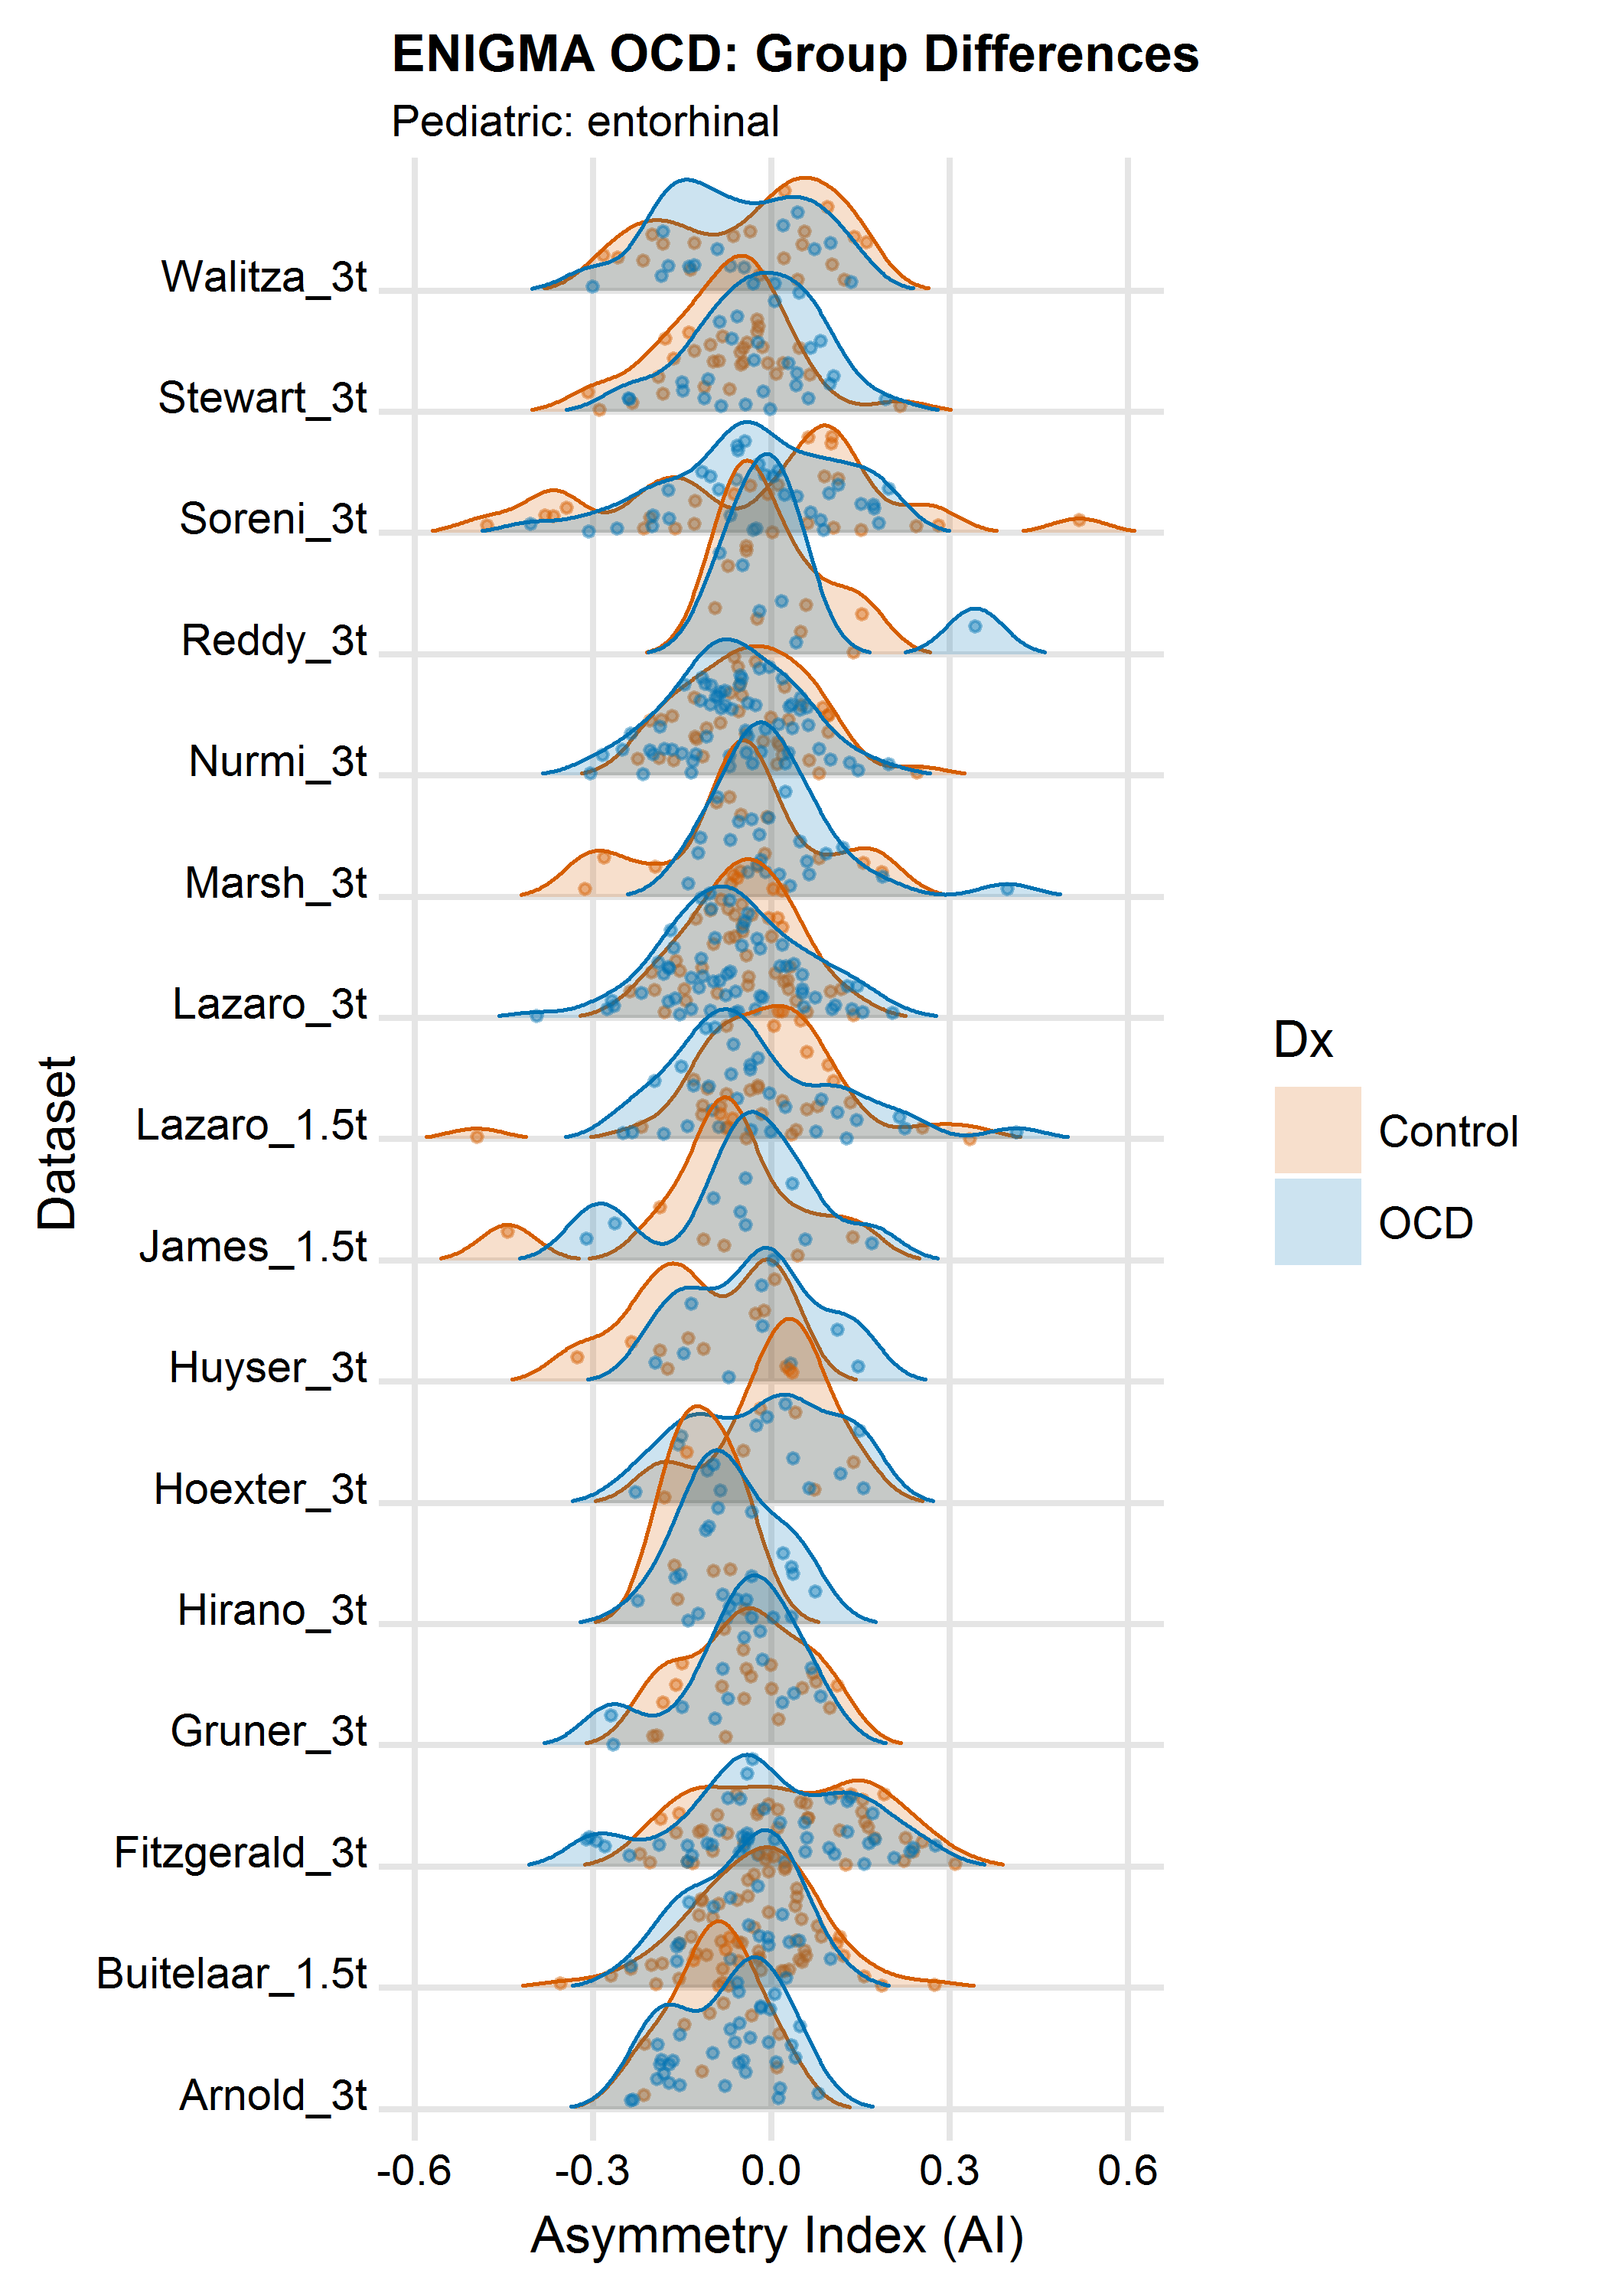 ENIGMA OCD: Group Differences
Pediatric: entorhinal
Walitza_3t
Stewart_3t
Soreni_3t
Reddy_3t
Nurmi_3t
Marsh_3t
Lazaro_3t
Lazaro_1.5t
James_1.5t
Huyser_3t
Hoexter_3t
Hirano_3t
Gruner_3t
Fitzgerald_3t
Buitelaar_1.5t
Arnold_3t
Dataset
-0.6 -0.3 0.0 0.3 0.6
Asymmetry Index (AI)
Dx
Control
OCD